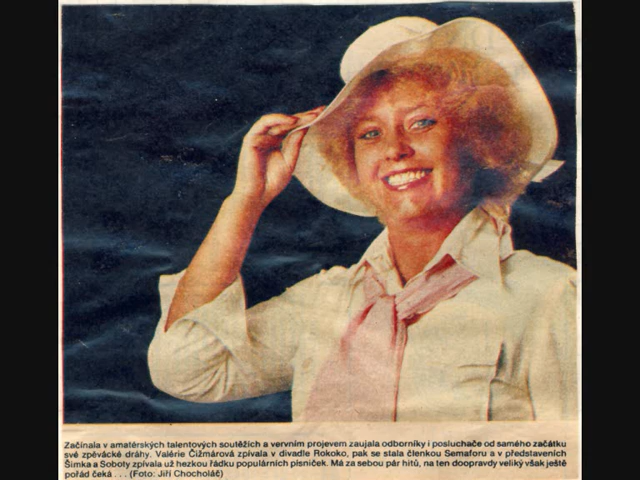 Začínala v amatérských talentových soutěžích a vervním projevem zaujala odborníky i posluchače od samého začátku
své zpěvácké dráhy. Valérie Čižmárová zpívala v divadle Rokoko, pak se stala členkou Semaforu a v představeních
Šimka a Soboty zpívala už hezkou řádku populárních písniček. Má za sebou pár hitů, na ten doopravdy veliký však ještě
pořád čeká . . . (Foto: Jiří Chocholáč)